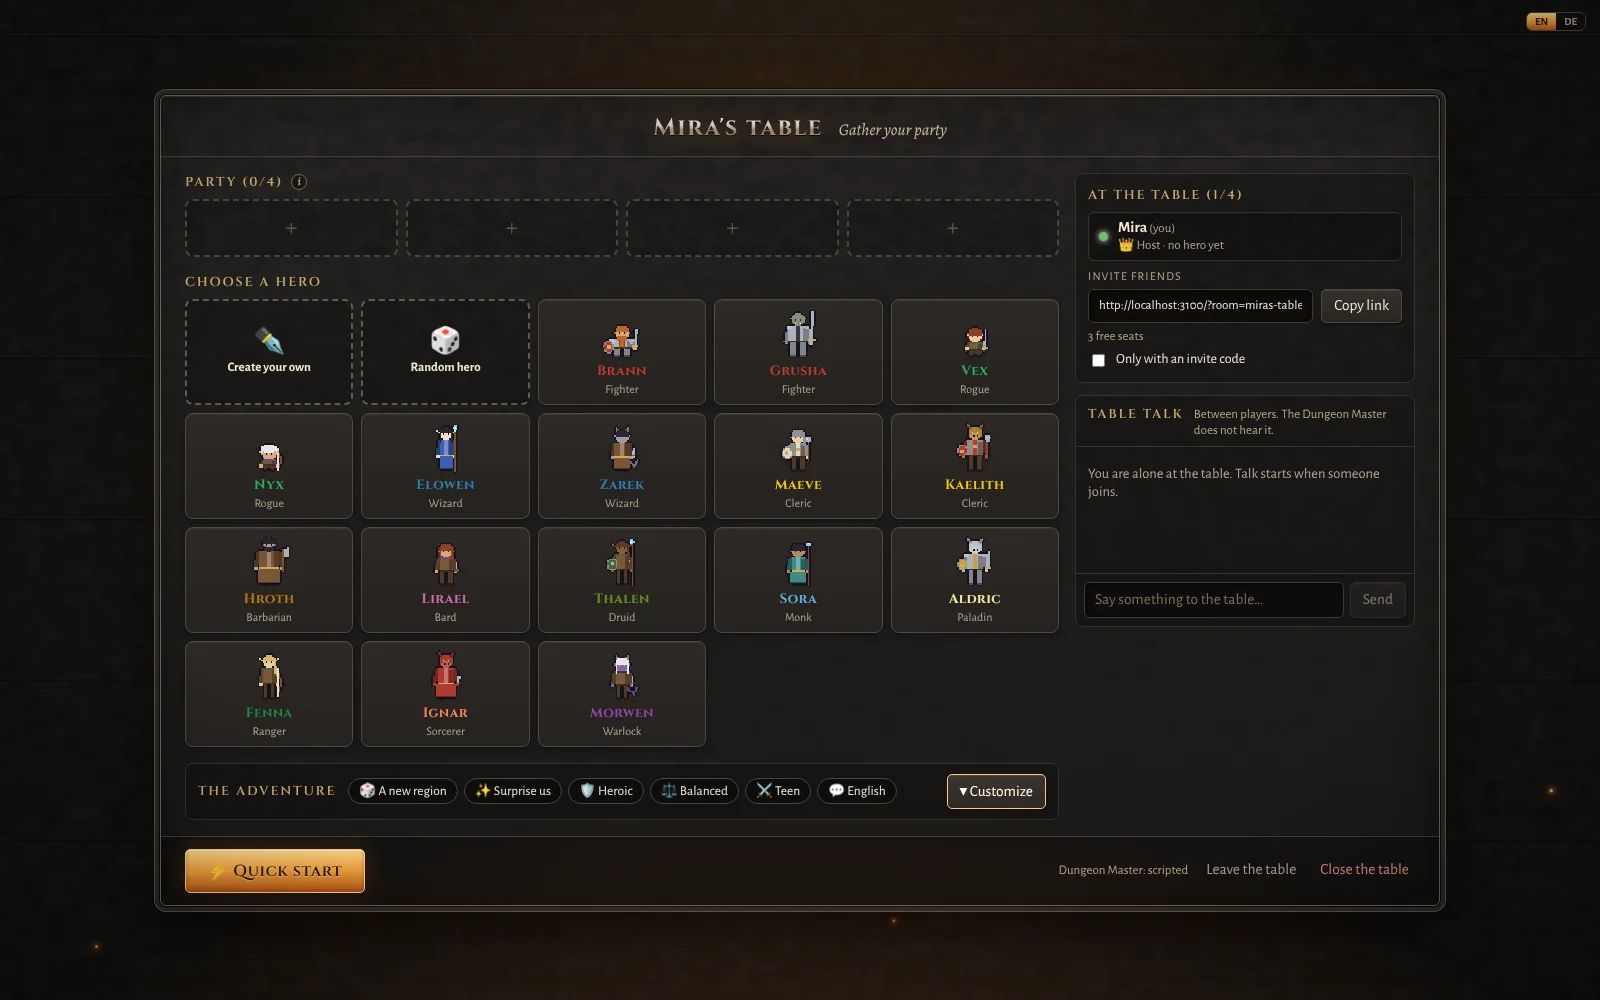 EN DE
MIRA'S TABLE Gather your party
PARTY (0/4) i
+ + + +
CHOOSE A HERO
Create your own
Random hero
BRANN
Fighter
GRUSHA
Fighter
VEX
Rogue
NYX
Rogue
ELOWEN
Wizard
ZAREK
Wizard
MAEVE
Cleric
KAELITH
Cleric
HROTH
Barbarian
LIRAEL
Bard
THALEN
Druid
SORA
Monk
ALDRIC
Paladin
FENNA
Ranger
IGNAR
Sorcerer
MORWEN
Warlock
THE ADVENTURE A new region Surprise us Heroic Balanced Teen English ▾ Customize
AT THE TABLE (1/4)
Mira (you)
Host · no hero yet
INVITE FRIENDS
http://localhost:3100/?room=miras-table Copy link
3 free seats
Only with an invite code
TABLE TALK Between players. The Dungeon Master
does not hear it.
You are alone at the table. Talk starts when someone
joins.
Say something to the table... Send
QUICK START
Dungeon Master: scripted Leave the table Close the table